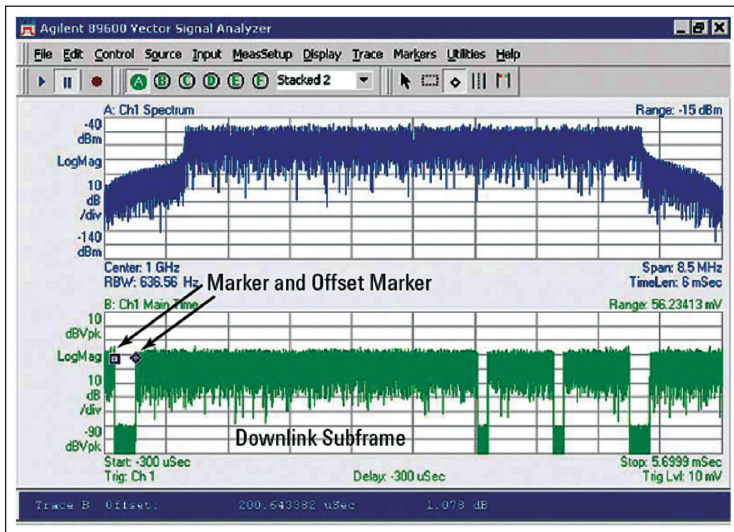 Agilent 89600 Vector Signal Analyzer
File Edit Control Source Input MeasSetup Display Trace Markers Utilities Help
A B C D E F Stacked 2
A: Ch1 Spectrum Range: -15 dBm
-40
dBm
LogMag
10
dB
/div
-140
dBm
Center: 1 GHz Span: 8.5 MHz
RBW: 636.56 Hz TimeLen: 6 mSec
Marker and Offset Marker
B: Ch1 Main Time Range: 56.23413 mV
10
dBVpk
LogMag
10
dB
/div
-90
dBVpk
Downlink Subframe
Start: -300 uSec Stop: 5.6999 mSec
Trig: Ch1 Delay: -300 uSec Trig Lvl: 10 mV
Trace B Offset: 200.643382 uSec 1.078 dB